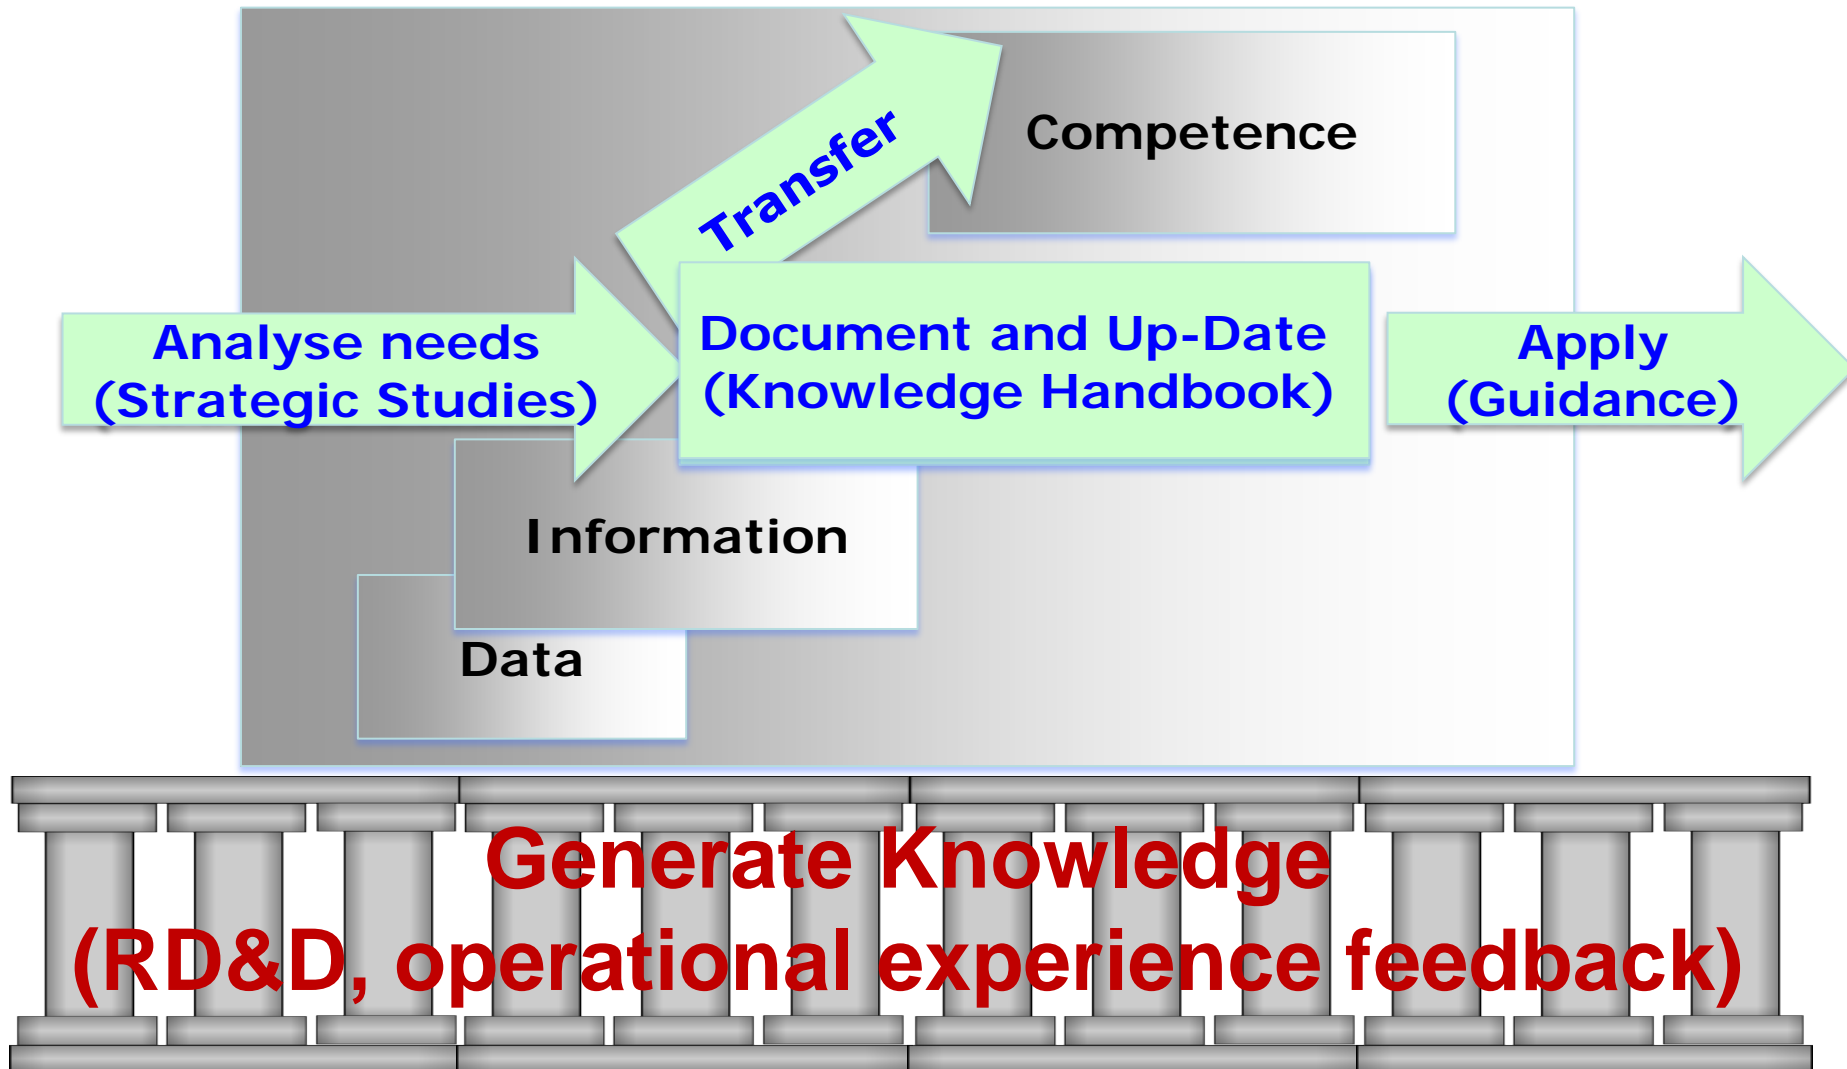 Transfer
Competence
Analyse needs
(Strategic Studies)
Document and Up-Date
(Knowledge Handbook)
Apply
(Guidance)
Information
Data
Generate Knowledge
(RD&D, operational experience feedback)